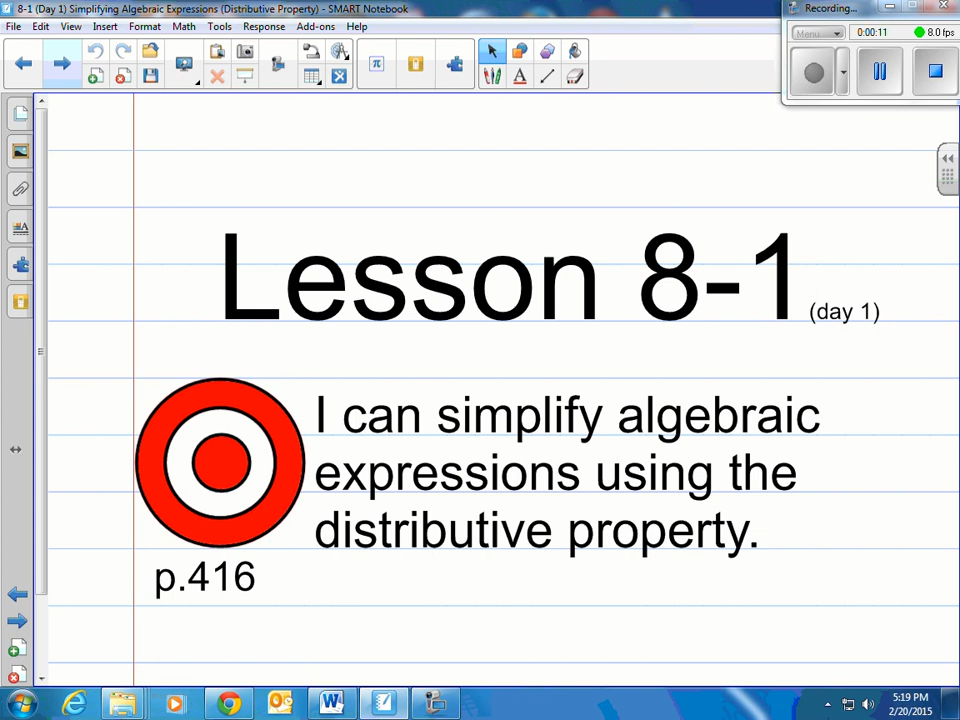 8-1 (Day 1) Simplifying Algebraic Expressions (Distributive Property) - SMART Notebook
Recording...
File Edit View Insert Format Math Tools Response Add-ons Help
Menu
0:00:11
8.0 fps
π
A
Lesson 8-1 (day 1)
I can simplify algebraic
expressions using the
distributive property.
p.416
5:19 PM
2/20/2015